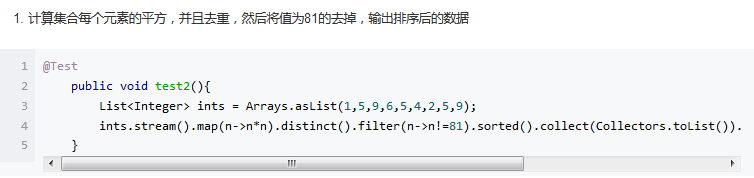 1. 计算集合每个元素的平方，并且去重，然后将值为81的去掉，输出排序后的数据
1 @Test
2 public void test2(){
3 List<Integer> ints = Arrays.asList(1,5,9,6,5,4,2,5,9);
4 ints.stream().map(n->n*n).distinct().filter(n->n!=81).sorted().collect(Collectors.toList()).
5 }